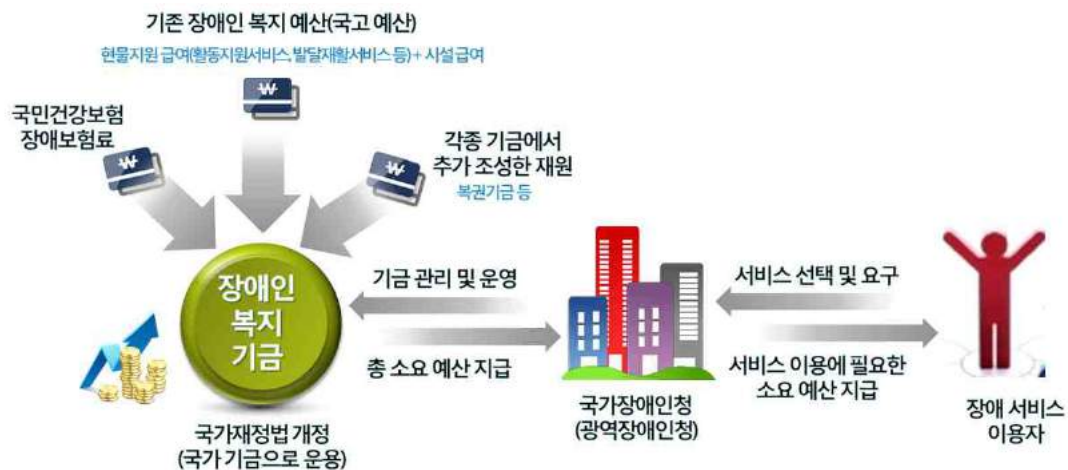 기존 장애인 복지 예산(국고 예산)
현물지원 급여(활동지원서비스, 발달재활서비스 등) + 시설 급여
국민건강보험
장애보험료
각종 기금에서
추가 조성한 재원
복권기금 등
₩
₩
₩
장애인
복지
기금
기금 관리 및 운영
총 소요 예산 지급
서비스 선택 및 요구
서비스 이용에 필요한
소요 예산 지급
국가재정법 개정
(국가 기금으로 운용)
국가장애인청
(광역장애인청)
장애 서비스
이용자